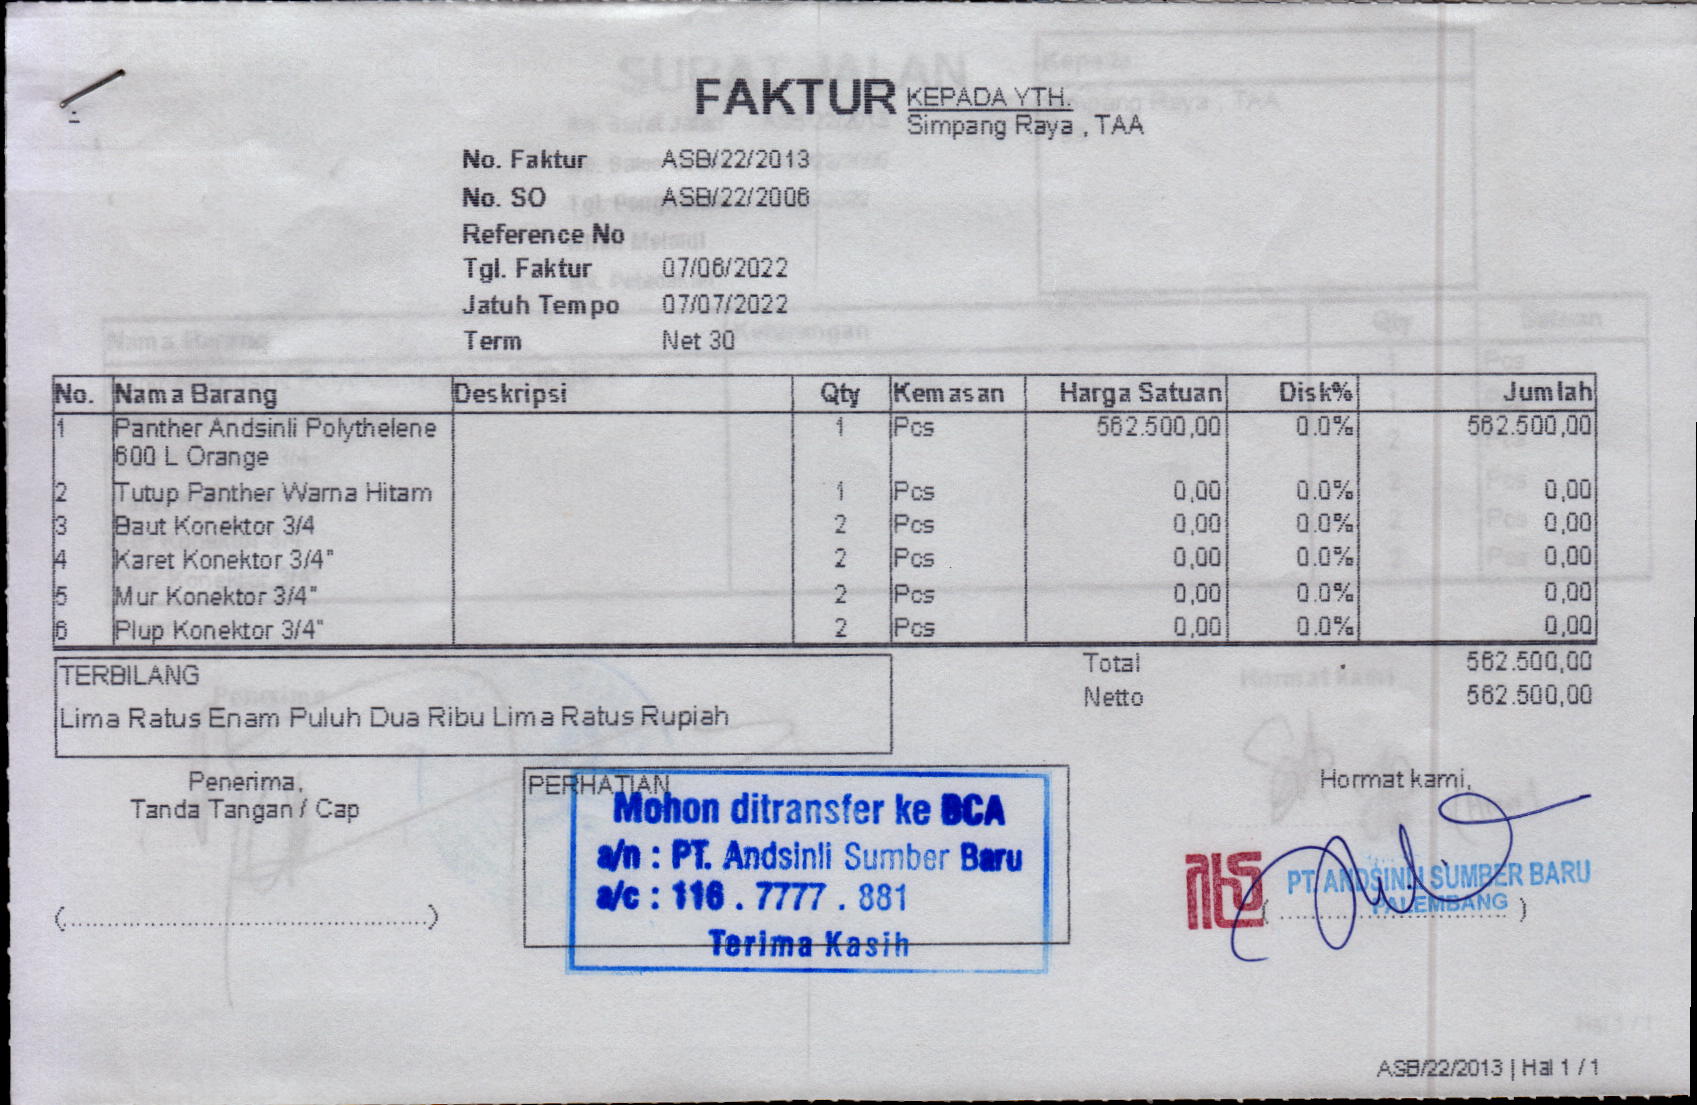 FAKTUR
KEPADA YTH.
Simpang Raya , TAA
No. Faktur ASB/22/2013
No. SO ASB/22/2006
Reference No
Tgl. Faktur 07/06/2022
Jatuh Tempo 07/07/2022
Term Net 30
No. Nama Barang Deskripsi Qty Kemasan Harga Satuan Disk% Jumlah
1 Panther Andsinli Polythelene 1 Pcs 562.500,00 0.0% 562.500,00
600 L Orange
2 Tutup Panther Warna Hitam 1 Pcs 0,00 0.0% 0,00
3 Baut Konektor 3/4 2 Pcs 0,00 0.0% 0,00
4 Karet Konektor 3/4" 2 Pcs 0,00 0.0% 0,00
5 Mur Konektor 3/4" 2 Pcs 0,00 0.0% 0,00
6 Plup Konektor 3/4" 2 Pcs 0,00 0.0% 0,00
Total 562.500,00
Netto 562.500,00
TERBILANG
Lima Ratus Enam Puluh Dua Ribu Lima Ratus Rupiah
Penerima,
Tanda Tangan / Cap
(..................................................)
PERHATIAN
Mohon ditransfer ke BCA
a/n : PT. Andsinli Sumber Baru
a/c : 116 . 7777 . 881
Terima Kasih
Hormat kami,
PT. ANDSINLI SUMBER BARU
PALEMBANG
(................................)
ASB/22/2013 | Hal 1 / 1